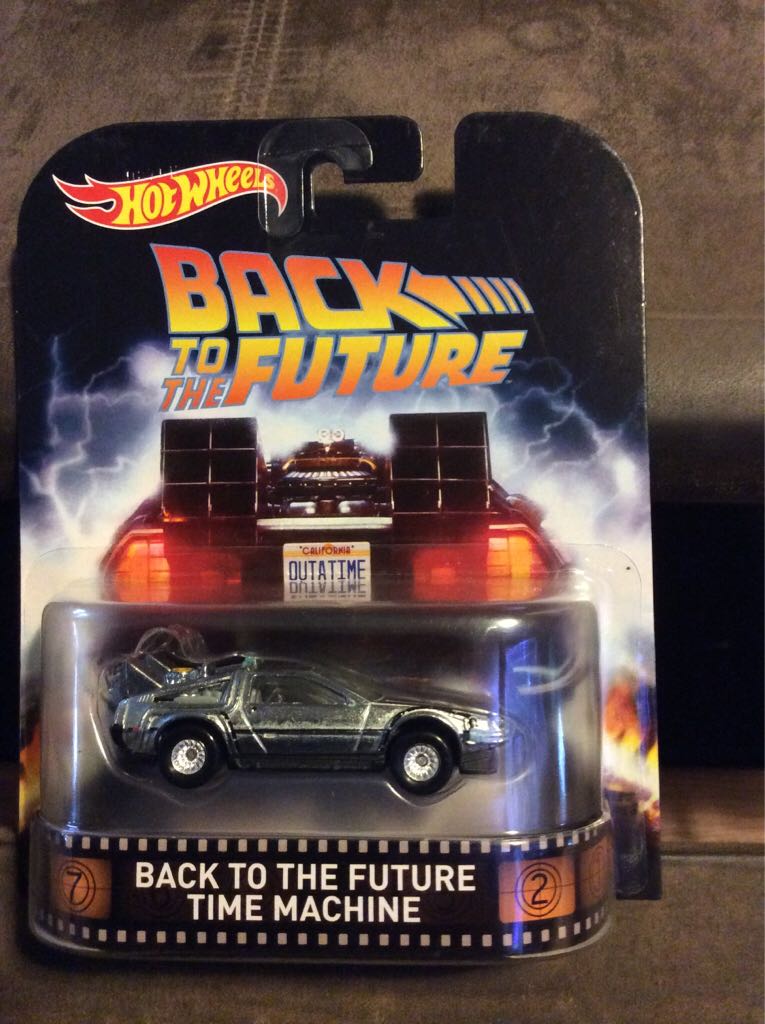 HOT WHEELS
BACK
TO
THE FUTURE
"CALIFORNIA"
OUTATIME
7
BACK TO THE FUTURE
TIME MACHINE
2